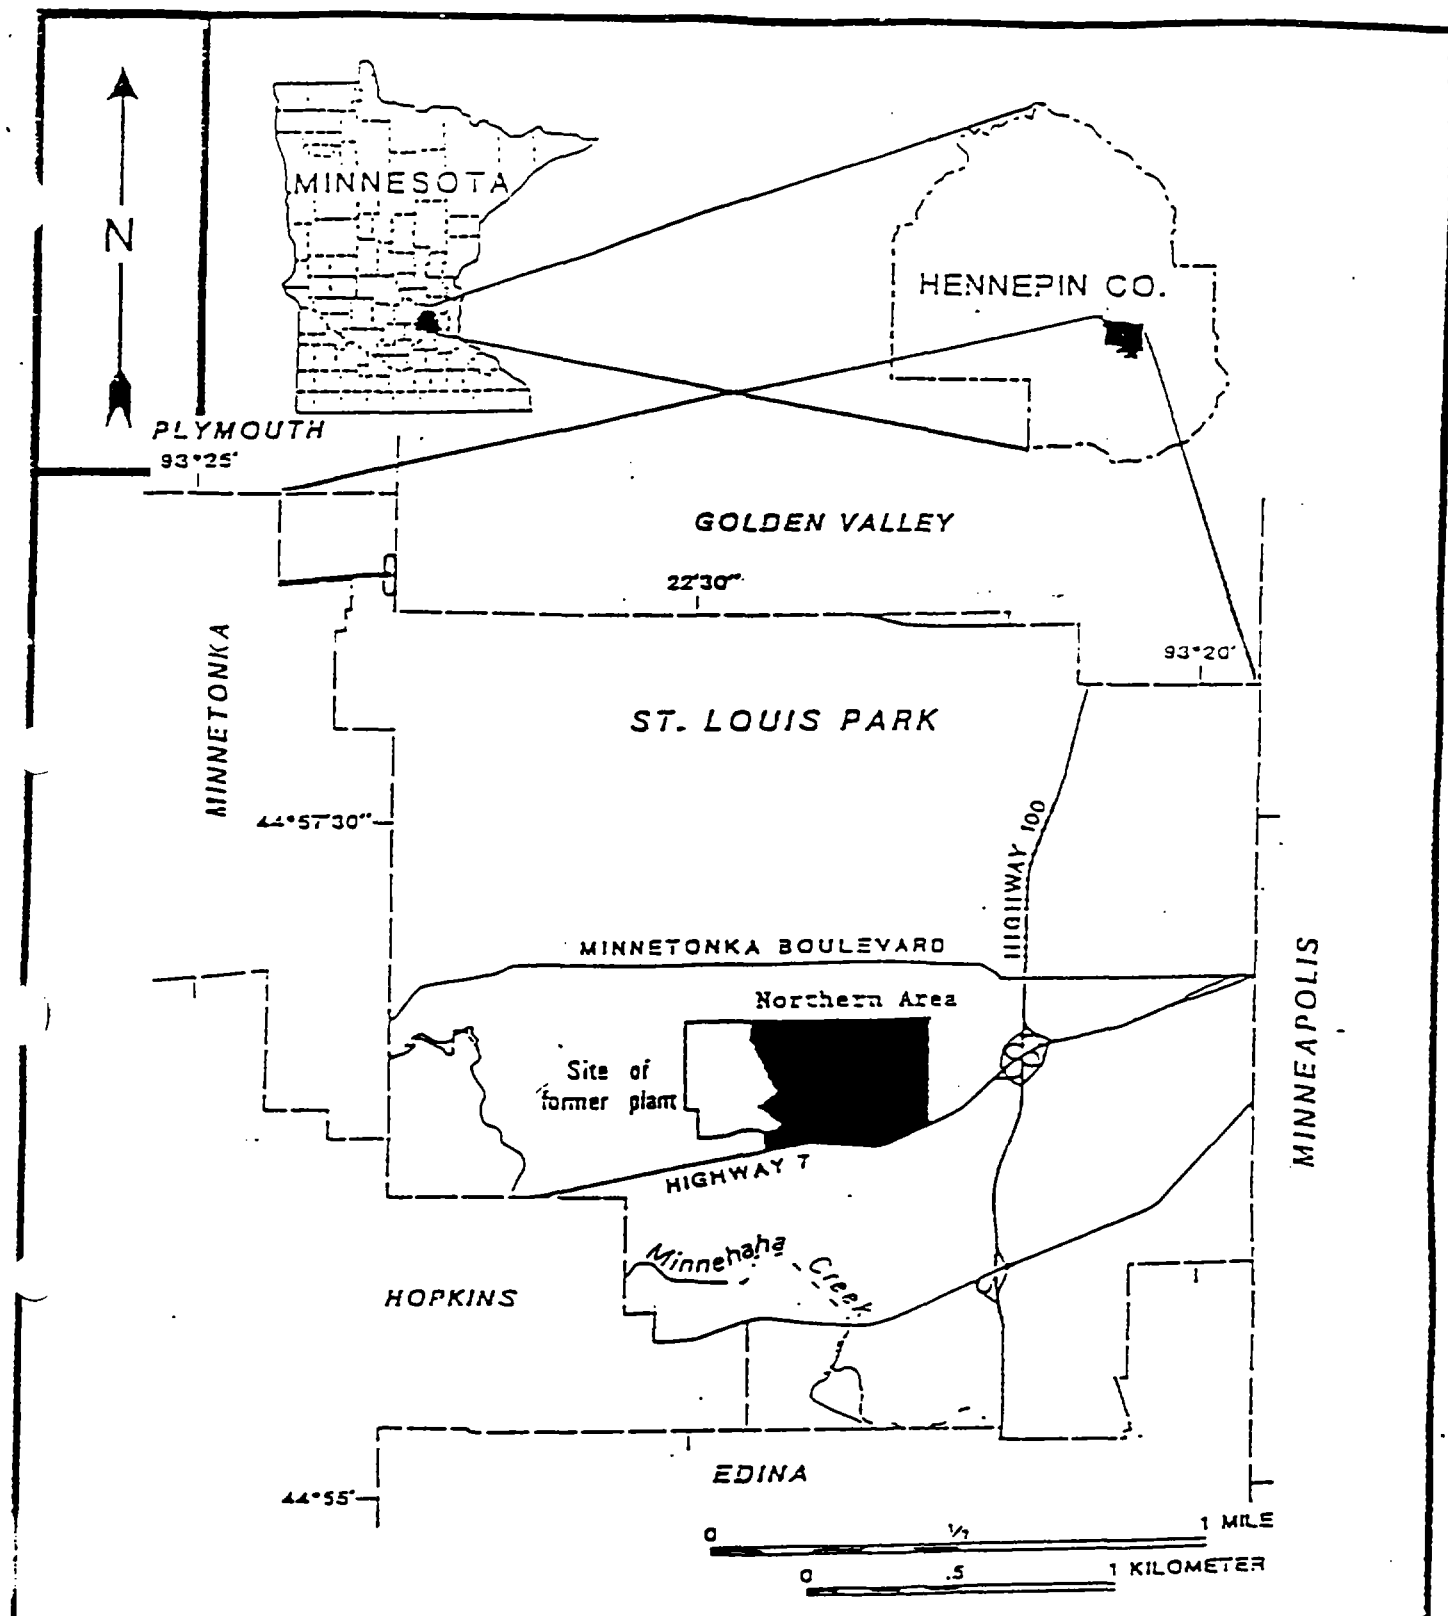 MINNESOTA
N
HENNEPIN CO.
PLYMOUTH
93°25'
GOLDEN VALLEY
22'30"
MINNETONKA
93°20'
ST. LOUIS PARK
44°57'30"
HIGHWAY 100
MINNETONKA BOULEVARD
MINNEAPOLIS
Northern Area
Site of
former plant
HIGHWAY 7
Minnehaha Creek
HOPKINS
EDINA
44°55'
0 1 MILE
0 .5 1 KILOMETER